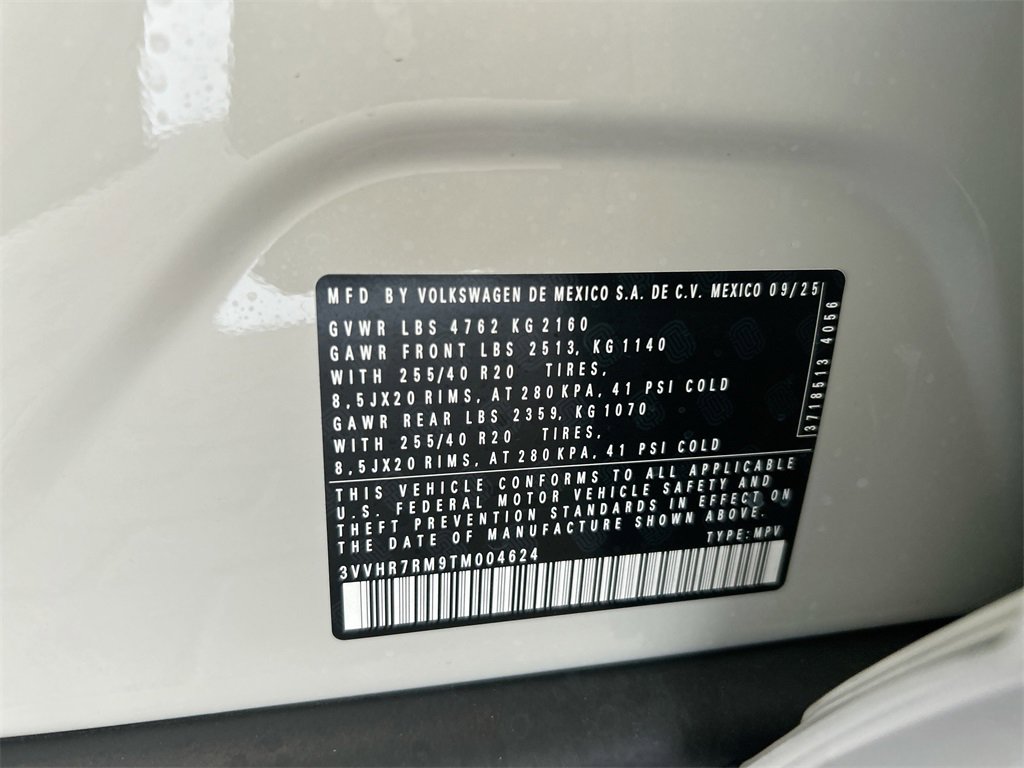 MFD BY VOLKSWAGEN DE MEXICO S.A. DE C.V. MEXICO 09/25
GVWR LBS 4762 KG 2160
GAWR FRONT LBS 2513, KG 1140
WITH 255/40 R20 TIRES,
8,5JX20 RIMS, AT 280 KPA, 41 PSI COLD
GAWR REAR LBS 2359, KG 1070
WITH 255/40 R20 TIRES,
8,5JX20 RIMS, AT 280 KPA, 41 PSI COLD
3718513 4056
THIS VEHICLE CONFORMS TO ALL APPLICABLE
U.S. FEDERAL MOTOR VEHICLE SAFETY AND
THEFT PREVENTION STANDARDS IN EFFECT ON
THE DATE OF MANUFACTURE SHOWN ABOVE.
TYPE: MPV
3VVHR7RM9TM004624